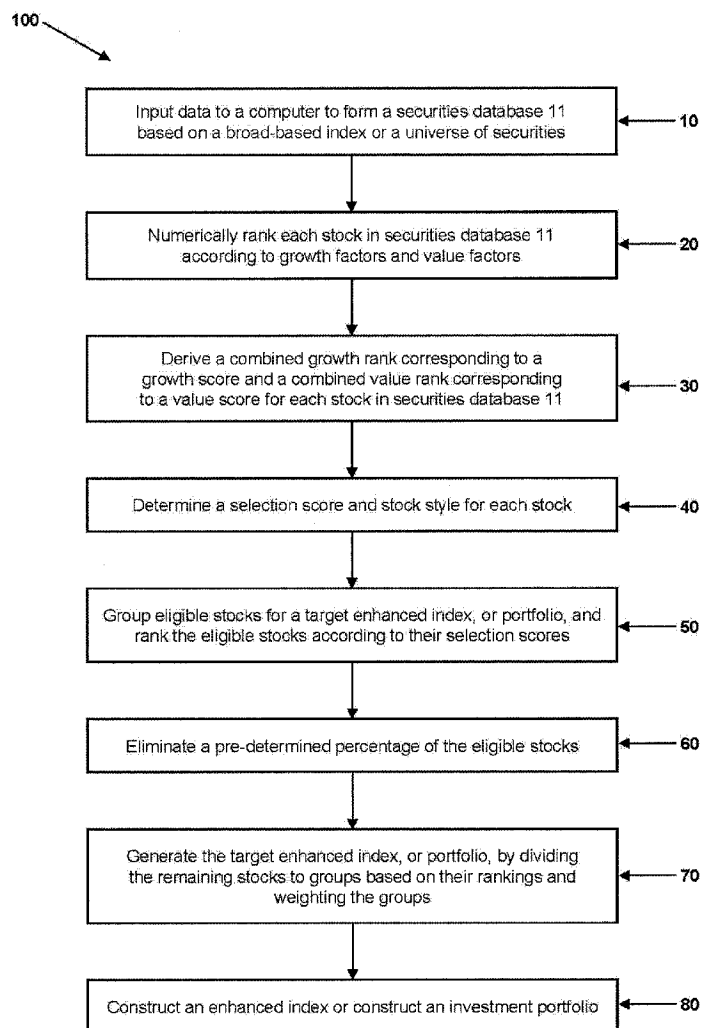 100
Input data to a computer to form a securities database 11
based on a broad-based index or a universe of securities
10
Numerically rank each stock in securities database 11
according to growth factors and value factors
20
Derive a combined growth rank corresponding to a
growth score and a combined value rank corresponding
to a value score for each stock in securities database 11
30
Determine a selection score and stock style for each stock
40
Group eligible stocks for a target enhanced index, or portfolio, and
rank the eligible stocks according to their selection scores
50
Eliminate a pre-determined percentage of the eligible stocks
60
Generate the target enhanced index, or portfolio, by dividing
the remaining stocks to groups based on their rankings and
weighting the groups
70
Construct an enhanced index or construct an investment portfolio
80